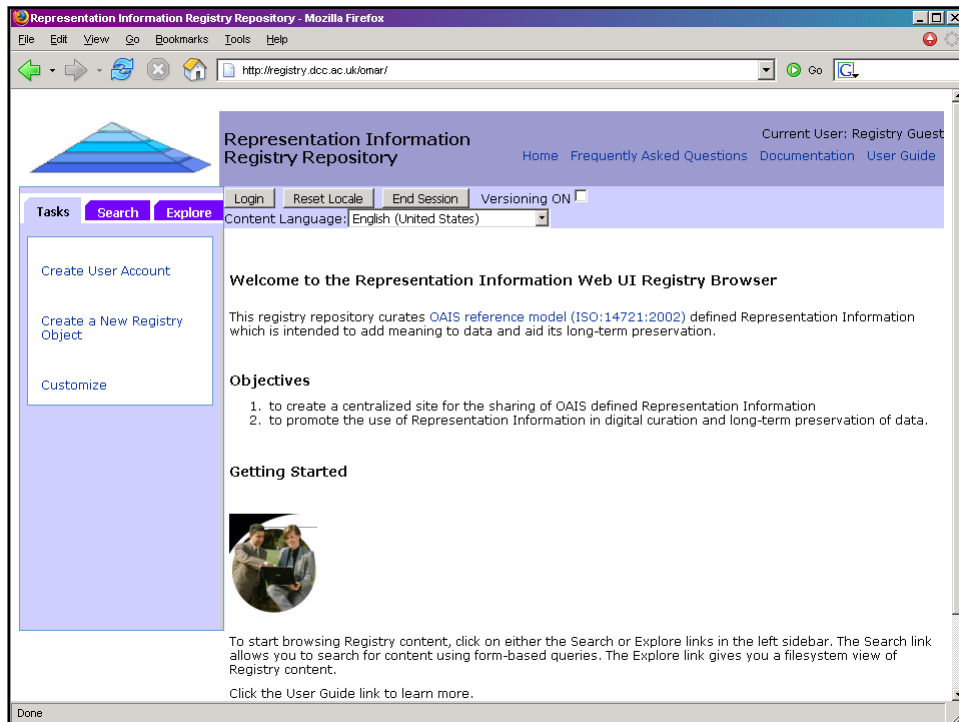 Representation Information Registry Repository - Mozilla Firefox
File Edit View Go Bookmarks Tools Help
http://registry.dcc.ac.uk/omar/
Go
G
Representation Information
Registry Repository
Current User: Registry Guest
Home Frequently Asked Questions Documentation User Guide
Tasks Search Explore
Login Reset Locale End Session Versioning ON
Content Language: English (United States)
Create User Account
Create a New Registry
Object
Customize
Welcome to the Representation Information Web UI Registry Browser
This registry repository curates OAIS reference model (ISO:14721:2002) defined Representation Information
which is intended to add meaning to data and aid its long-term preservation.
Objectives
1. to create a centralized site for the sharing of OAIS defined Representation Information
2. to promote the use of Representation Information in digital curation and long-term preservation of data.
Getting Started
To start browsing Registry content, click on either the Search or Explore links in the left sidebar. The Search link
allows you to search for content using form-based queries. The Explore link gives you a filesystem view of
Registry content.
Click the User Guide link to learn more.
Done